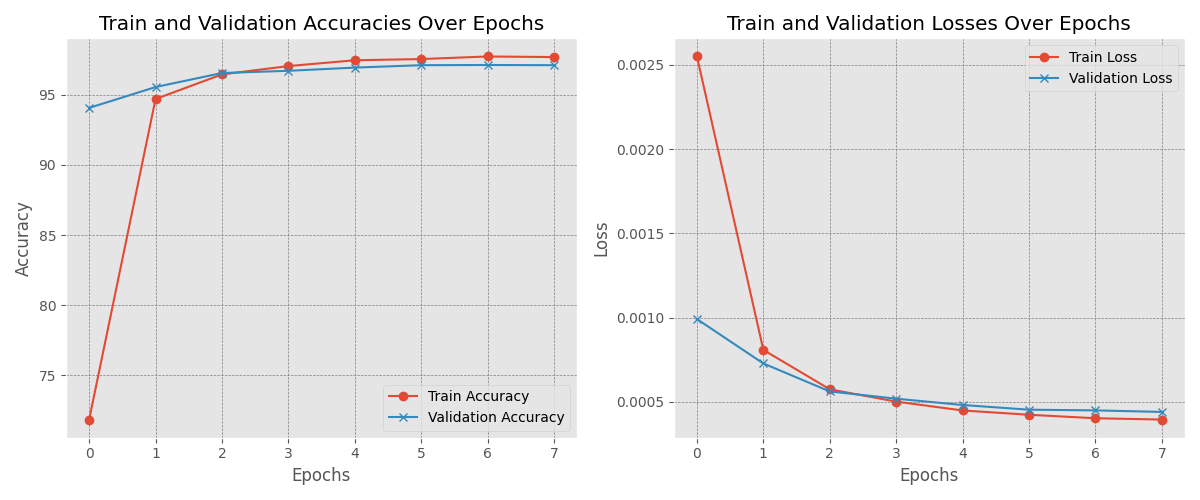 Train and Validation Accuracies Over Epochs
Accuracy
95
90
85
80
75
Train Accuracy
Validation Accuracy
0 1 2 3 4 5 6 7
Epochs
Train and Validation Losses Over Epochs
Loss
0.0025
0.0020
0.0015
0.0010
0.0005
Train Loss
Validation Loss
0 1 2 3 4 5 6 7
Epochs